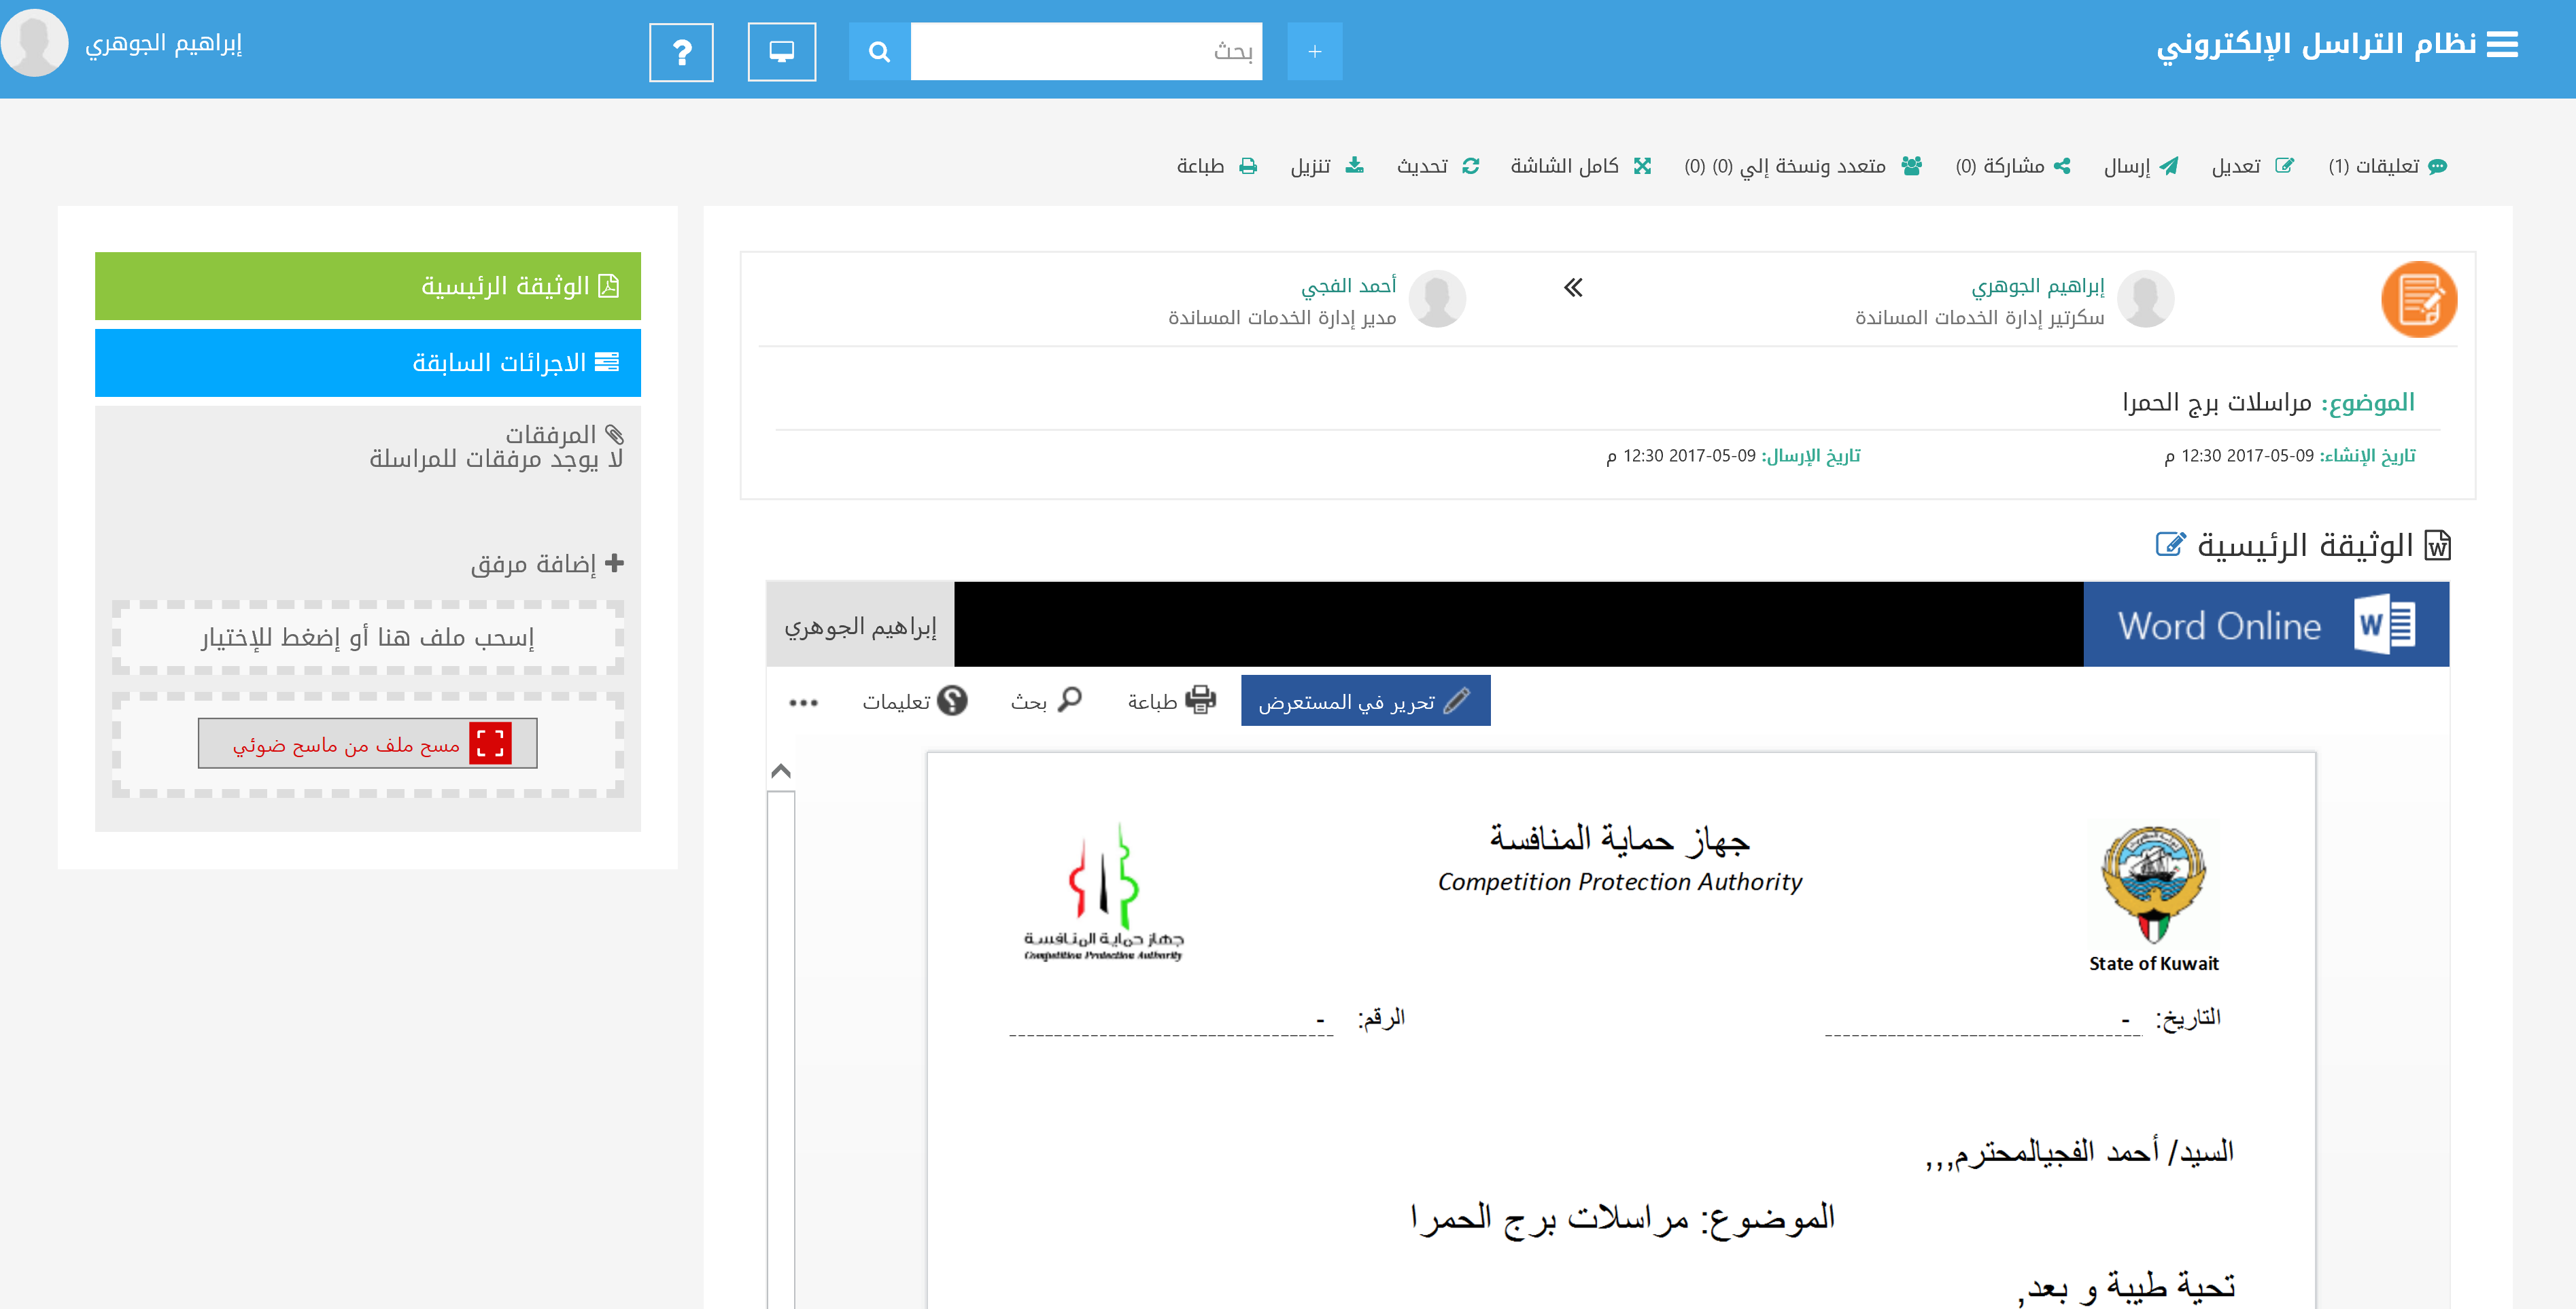 نظام التراسل الإلكتروني
+
بحث
?
إبراهيم الجوهري
تعليقات (1)
تعديل
إرسال
مشاركة (0)
متعدد ونسخة إلي (0) (0)
كامل الشاشة
تحديث
تنزيل
طباعة
إبراهيم الجوهري
سكرتير إدارة الخدمات المساندة
أحمد الفجي
مدير إدارة الخدمات المساندة
الموضوع: مراسلات برج الحمرا
تاريخ الإنشاء: 09-05-2017 12:30 م
تاريخ الإرسال: 09-05-2017 12:30 م
الوثيقة الرئيسية
Word Online
إبراهيم الجوهري
تحرير في المستعرض
طباعة
بحث
تعليمات
State of Kuwait
جهاز حماية المنافسة
Competition Protection Authority
جهاز حماية المنافسة
Competition Protection Authority
التاريخ: -
الرقم: -
السيد/ أحمد الفجيالمحترم,,,
الموضوع: مراسلات برج الحمرا
تحية طيبة و بعد,
الوثيقة الرئيسية
الاجرائات السابقة
المرفقات
لا يوجد مرفقات للمراسلة
إضافة مرفق
إسحب ملف هنا أو إضغط للإختيار
مسح ملف من ماسح ضوئي